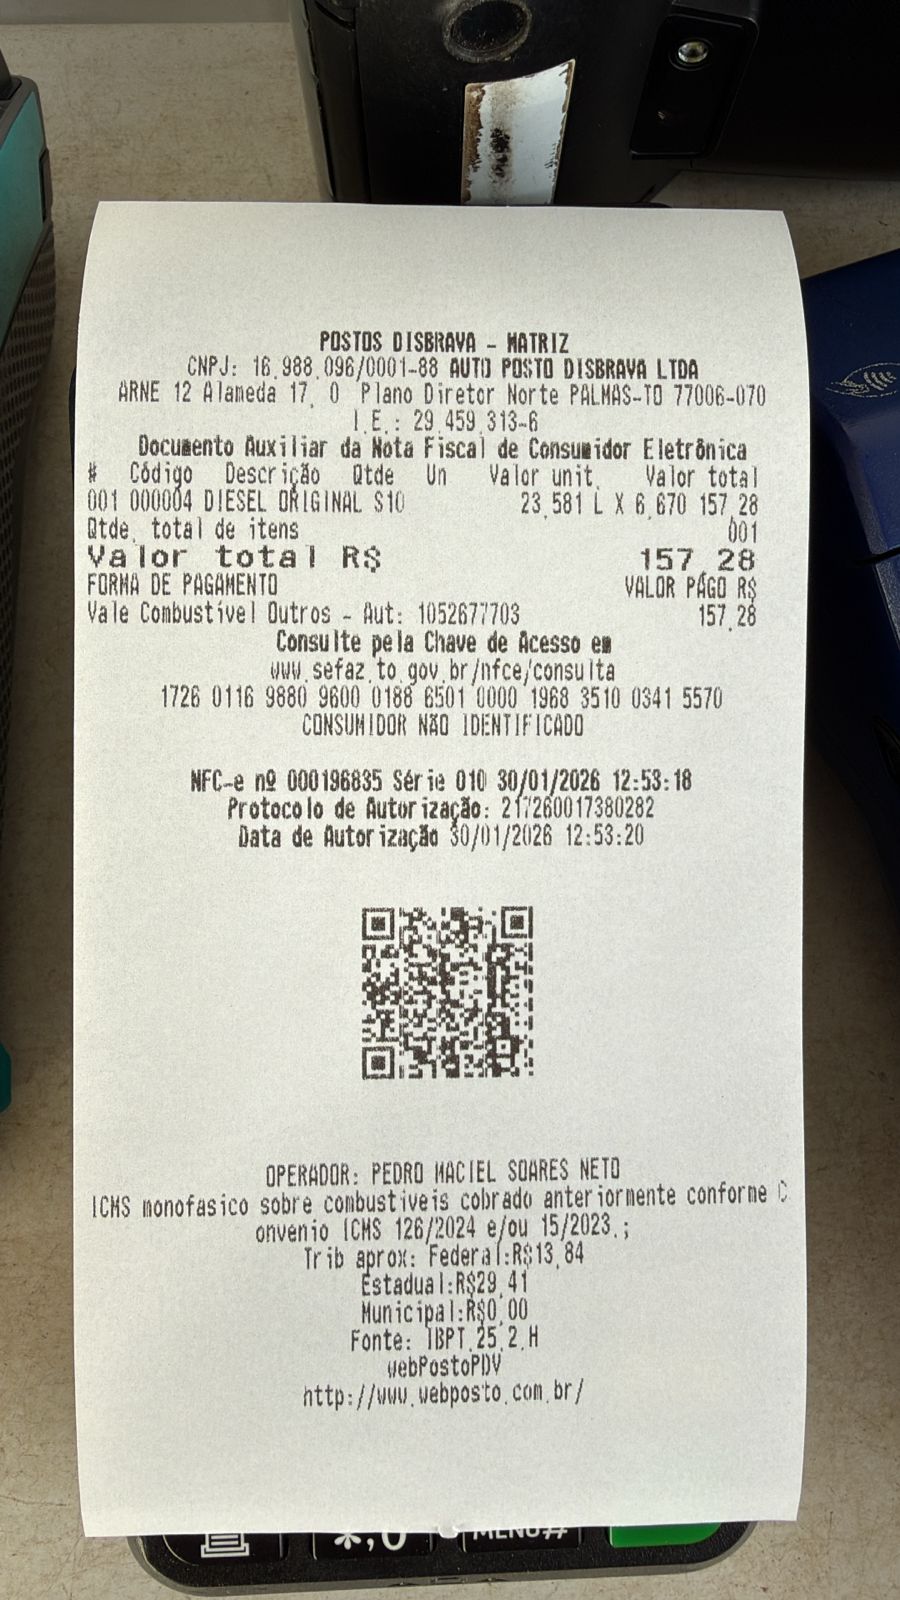 POSTOS DISBRAVA - MATRIZ
CNPJ: 16.988.096/0001-88 AUTO POSTO DISBRAVA LTDA
ARNE 12 Alameda 17, 0 Plano Diretor Norte PALMAS-TO 77006-070
I.E.: 29.459.313-6
Documento Auxiliar da Nota Fiscal de Consumidor Eletrônica
# Código Descrição Qtde Un Valor unit. Valor total
001 000004 DIESEL ORIGINAL S10 23,581 L X 6,670 157,28
Qtde. total de itens 001
Valor total R$ 157,28
FORMA DE PAGAMENTO VALOR PAGO R$
Vale Combustível Outros - Aut: 1052677703 157,28
Consulte pela Chave de Acesso em
www.sefaz.to.gov.br/nfce/consulta
1726 0116 9880 9600 0188 6501 0000 1968 3510 0341 5570
CONSUMIDOR NÃO IDENTIFICADO
NFC-e nº 000196835 Série 010 30/01/2026 12:53:18
Protocolo de Autorização: 217260017380282
Data de Autorização 30/01/2026 12:53:20
OPERADOR: PEDRO MACIEL SOARES NETO
ICMS monofasico sobre combustiveis cobrado anteriormente conforme C
onvenio ICMS 126/2024 e/ou 15/2023.;
Trib aprox: Federal:R$13,84
Estadual:R$29,41
Municipal:R$0,00
Fonte: IBPT.25.2.H
webPostoPDV
http://www.webposto.com.br/
*,0 MENU#